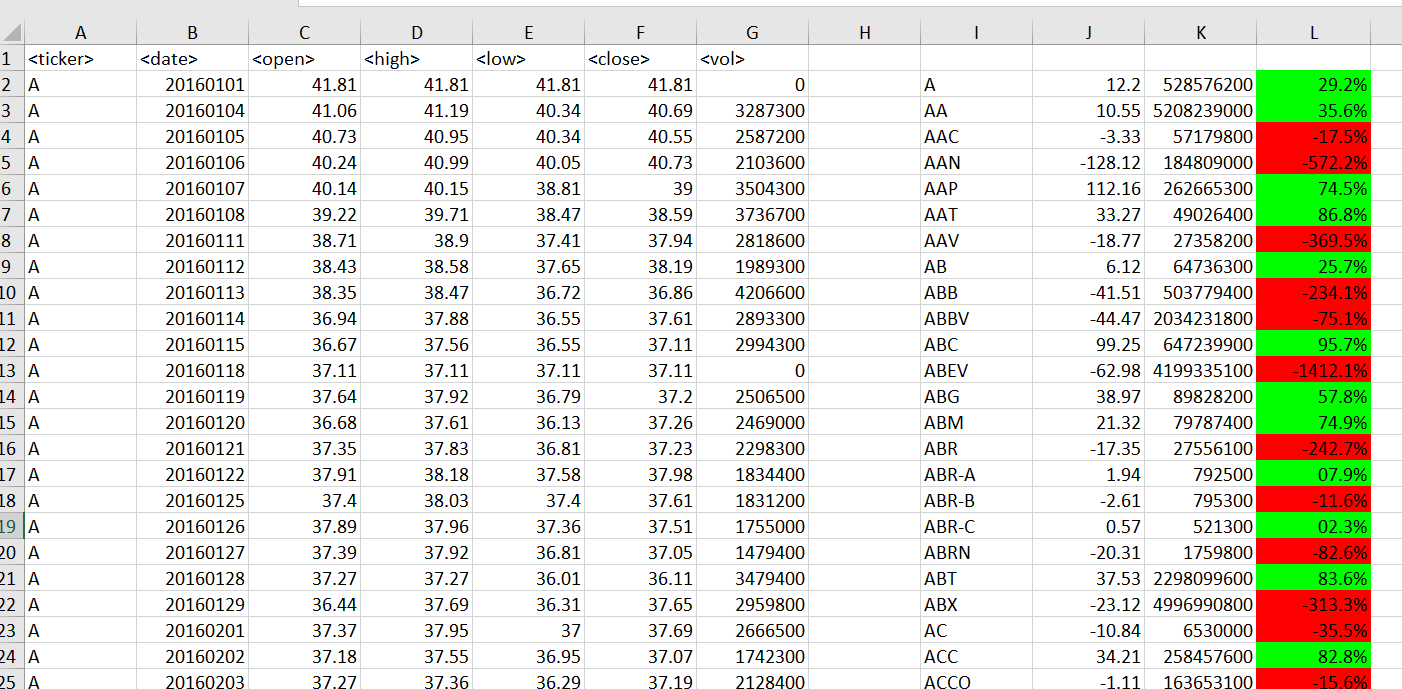 A B C D E F G H I J K L
1 <ticker> <date> <open> <high> <low> <close> <vol>
2 A 20160101 41.81 41.81 41.81 41.81 0 A 12.2 528576200 29.2%
3 A 20160104 41.06 41.19 40.34 40.69 3287300 AA 10.55 5208239000 35.6%
4 A 20160105 40.73 40.95 40.34 40.55 2587200 AAC -3.33 57179800 -17.5%
5 A 20160106 40.24 40.99 40.05 40.73 2103600 AAN -128.12 184809000 -572.2%
6 A 20160107 40.14 40.15 38.81 39 3504300 AAP 112.16 262665300 74.5%
7 A 20160108 39.22 39.71 38.47 38.59 3736700 AAT 33.27 49026400 86.8%
8 A 20160111 38.71 38.9 37.41 37.94 2818600 AAV -18.77 27358200 -369.5%
9 A 20160112 38.43 38.58 37.65 38.19 1989300 AB 6.12 64736300 25.7%
10 A 20160113 38.35 38.47 36.72 36.86 4206600 ABB -41.51 503779400 -234.1%
11 A 20160114 36.94 37.88 36.55 37.61 2893300 ABBV -44.47 2034231800 -75.1%
12 A 20160115 36.67 37.56 36.55 37.11 2994300 ABC 99.25 647239900 95.7%
13 A 20160118 37.11 37.11 37.11 37.11 0 ABEV -62.98 4199335100 -1412.1%
14 A 20160119 37.64 37.92 36.79 37.2 2506500 ABG 38.97 89828200 57.8%
15 A 20160120 36.68 37.61 36.13 37.26 2469000 ABM 21.32 79787400 74.9%
16 A 20160121 37.35 37.83 36.81 37.23 2298300 ABR -17.35 27556100 -242.7%
17 A 20160122 37.91 38.18 37.58 37.98 1834400 ABR-A 1.94 792500 07.9%
18 A 20160125 37.4 38.03 37.4 37.61 1831200 ABR-B -2.61 795300 -11.6%
19 A 20160126 37.89 37.96 37.36 37.51 1755000 ABR-C 0.57 521300 02.3%
20 A 20160127 37.39 37.92 36.81 37.05 1479400 ABRN -20.31 1759800 -82.6%
21 A 20160128 37.27 37.27 36.01 36.11 3479400 ABT 37.53 2298099600 83.6%
22 A 20160129 36.44 37.69 36.31 37.65 2959800 ABX -23.12 4996990800 -313.3%
23 A 20160201 37.37 37.95 37 37.69 2666500 AC -10.84 6530000 -35.5%
24 A 20160202 37.18 37.55 36.95 37.07 1742300 ACC 34.21 258457600 82.8%
25 A 20160203 37.27 37.36 36.29 37.19 2128400 ACCO -1.11 163653100 -15.6%